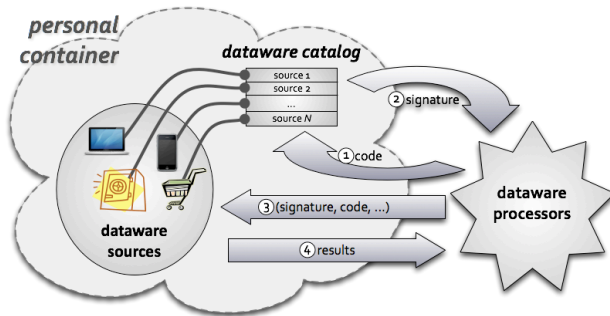 personal
container
dataware catalog
source 1
source 2
...
source N
2 signature
1 code
3 (signature, code, ...)
4 results
dataware
sources
dataware
processors